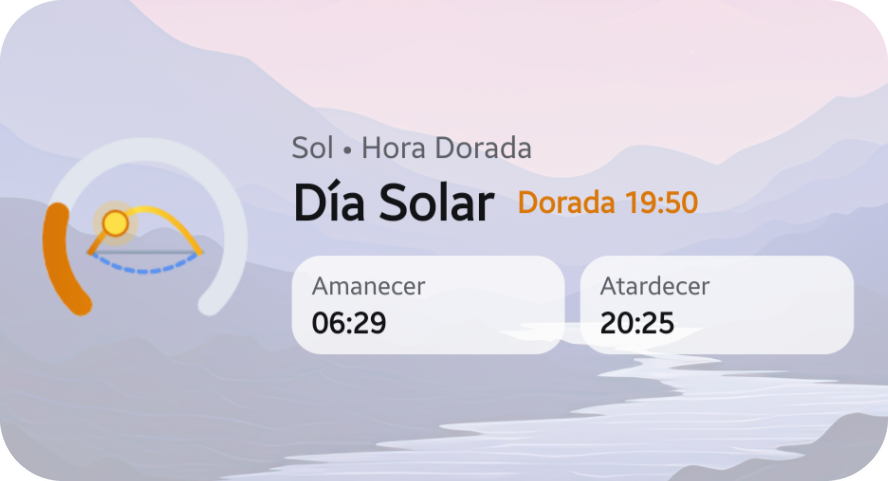 Sol • Hora Dorada
Día Solar Dorada 19:50
Amanecer
06:29
Atardecer
20:25